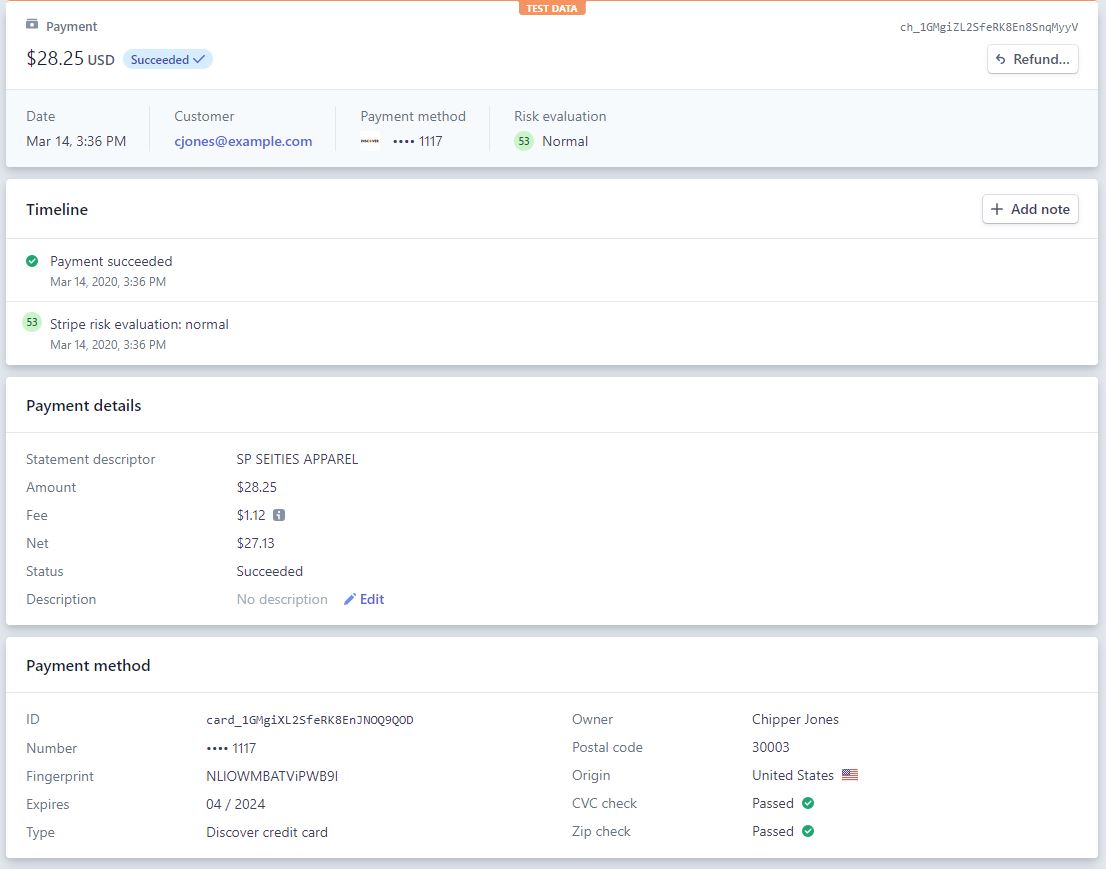 TEST DATA
Payment
ch_1GMgiZL2SfeRK8En8SnqMyyV
$28.25 USD Succeeded
Refund...
Date
Customer
Payment method
Risk evaluation
Mar 14, 3:36 PM
cjones@example.com
DISCOVER •••• 1117
53 Normal
Timeline
+ Add note
Payment succeeded
Mar 14, 2020, 3:36 PM
53 Stripe risk evaluation: normal
Mar 14, 2020, 3:36 PM
Payment details
Statement descriptor SP SEITIES APPAREL
Amount $28.25
Fee $1.12
Net $27.13
Status Succeeded
Description No description Edit
Payment method
ID card_1GMgiXL2SfeRK8EnJNOQ9QOD
Number •••• 1117
Fingerprint NLIOWMBATViPWB9I
Expires 04 / 2024
Type Discover credit card
Owner Chipper Jones
Postal code 30003
Origin United States
CVC check Passed
Zip check Passed